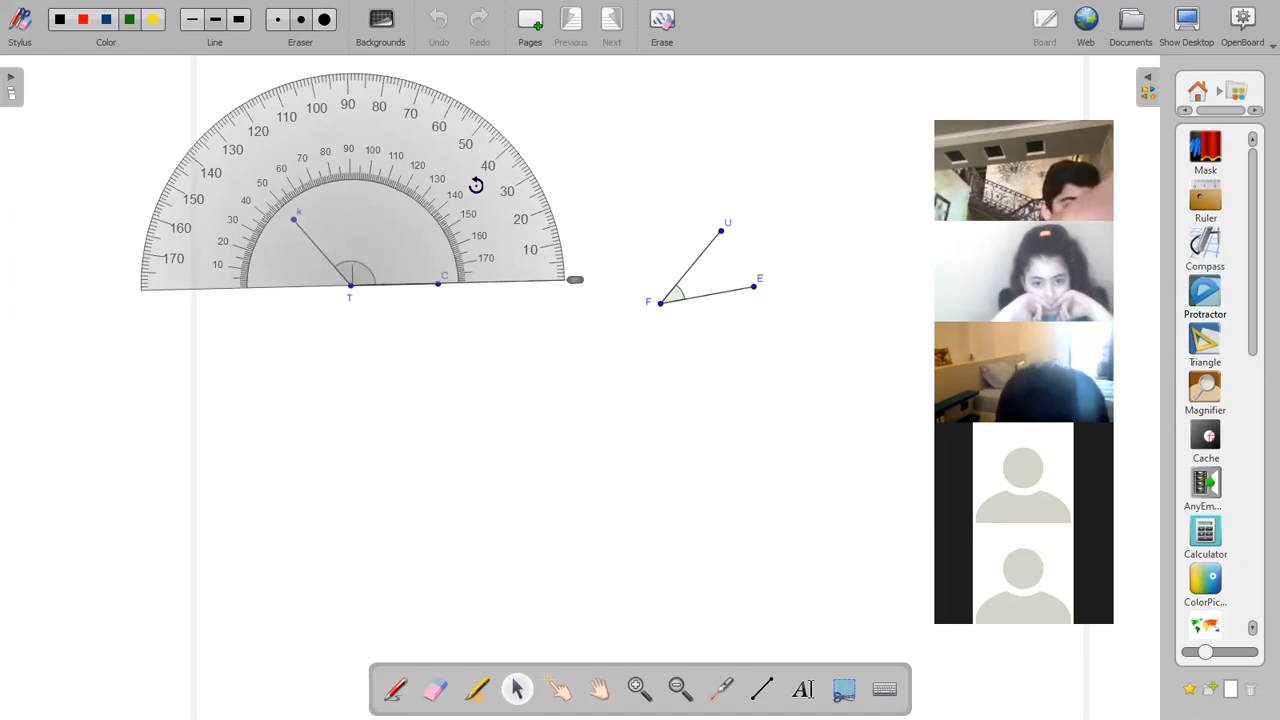 Stylus
Color
Line
Eraser
Backgrounds
Undo
Redo
Pages
Previous
Next
Erase
Board
Web
Documents
Show Desktop
OpenBoard
170 160 150 140 130 120 110 100 90 80 70 60 50 40 30 20 10
10 20 30 40 50 60 70 80 90 100 110 120 130 140 150 160 170
k
T
C
U
F
E
Mask
Ruler
Compass
Protractor
Triangle
Magnifier
Cache
AnyEm...
Calculator
ColorPic...